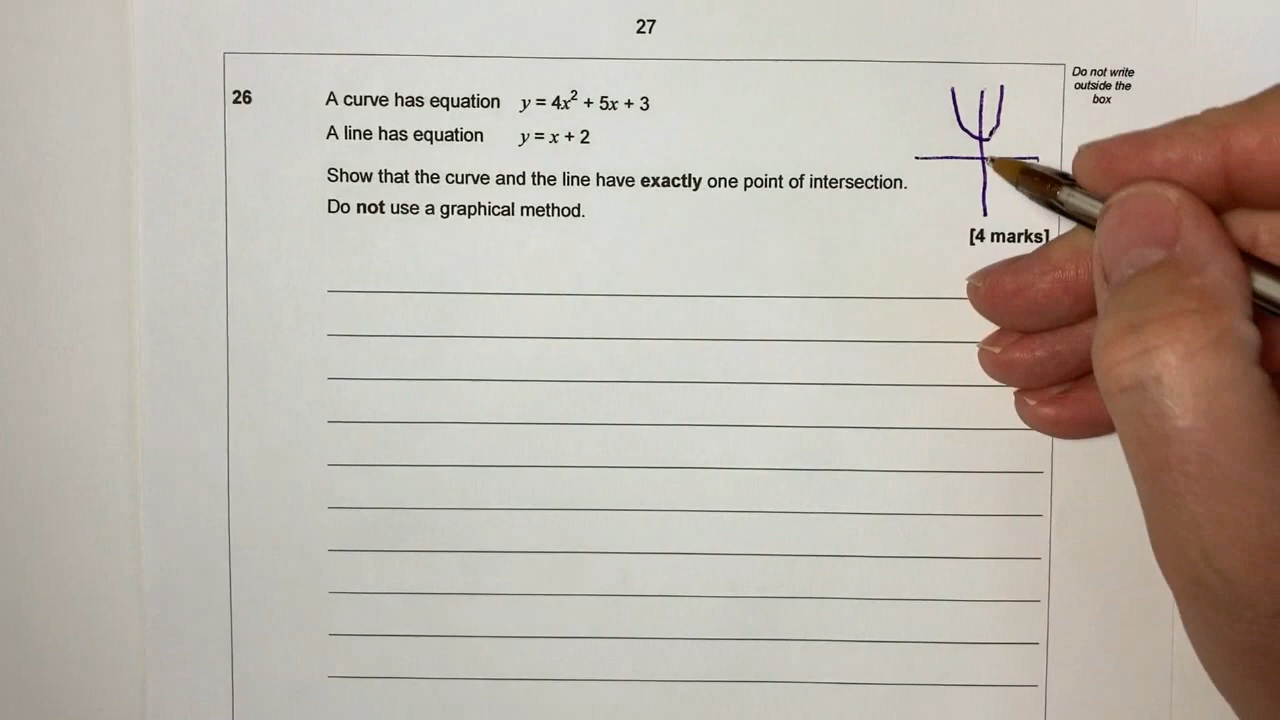 27
Do not write
outside the
box
26 A curve has equation y = 4x² + 5x + 3
A line has equation y = x + 2
Show that the curve and the line have exactly one point of intersection.
Do not use a graphical method.
[4 marks]